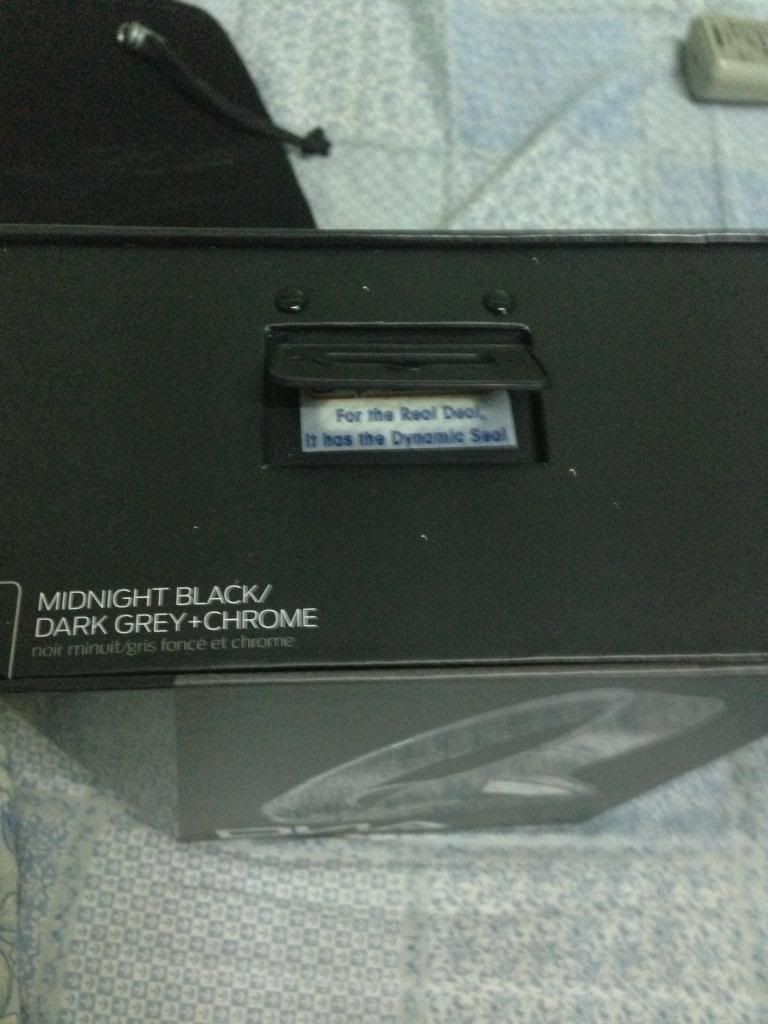 For the Real Deal,
It has the Dynamic Seal
MIDNIGHT BLACK/
DARK GREY+CHROME
noir minuit/gris foncé et chrome